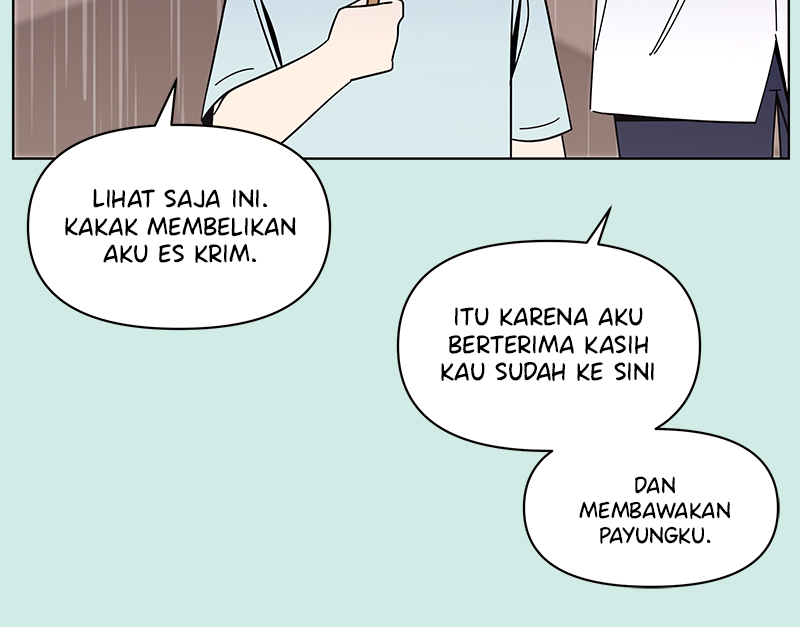 LIHAT SAJA INI.
KAKAK MEMBELIKAN
AKU ES KRIM.
ITU KARENA AKU
BERTERIMA KASIH
KAU SUDAH KE SINI
DAN
MEMBAWAKAN
PAYUNGKU.